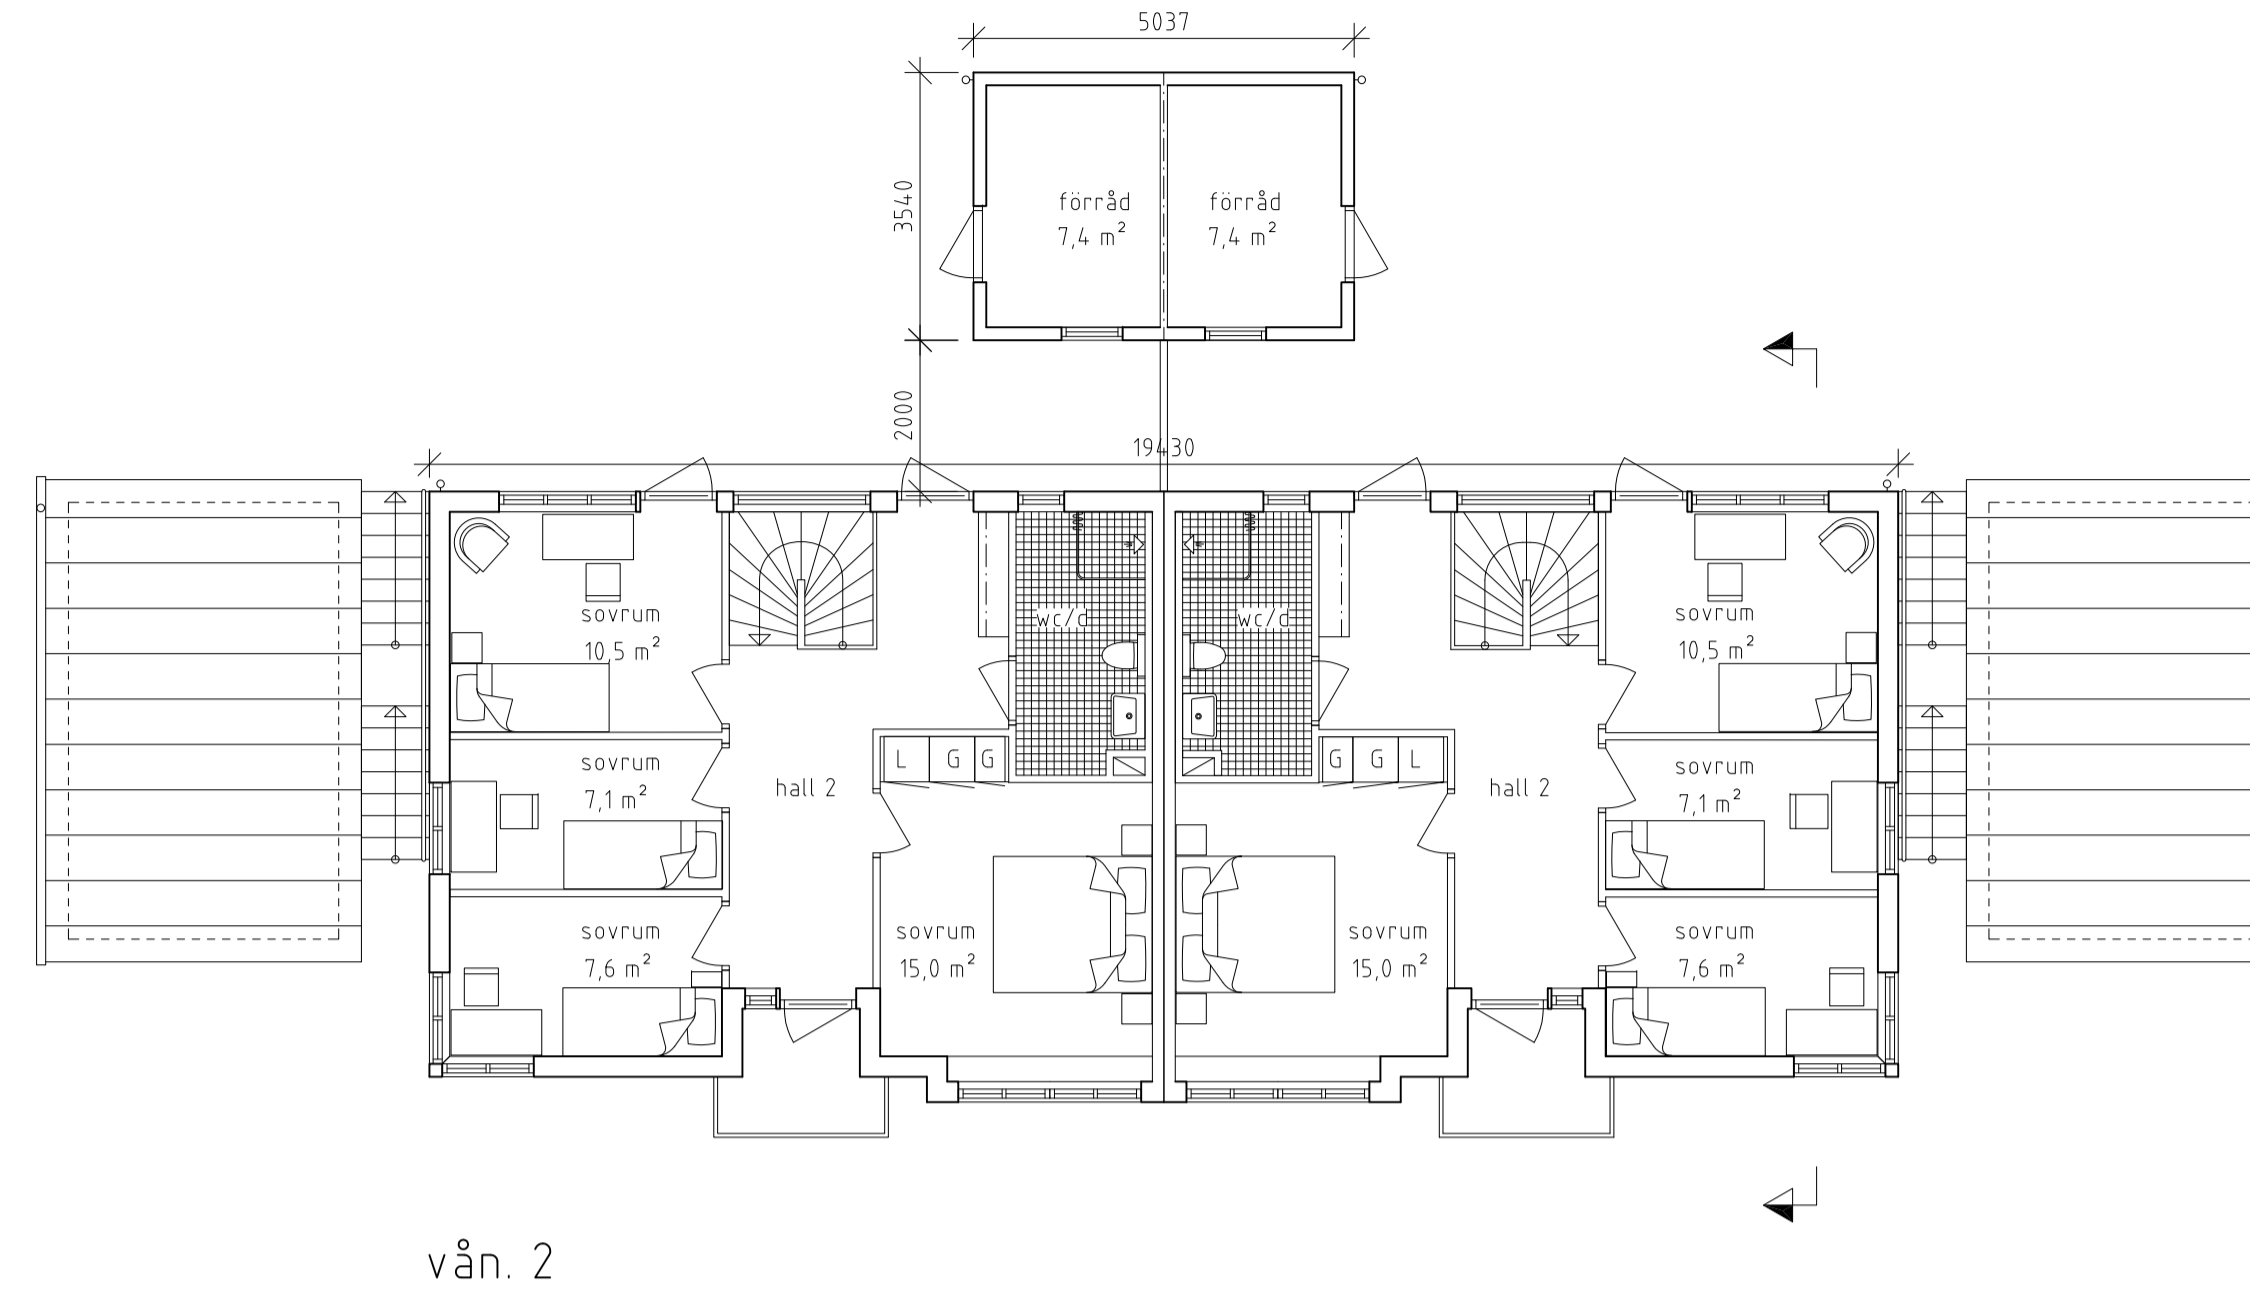 5037
3540
förråd
7,4 m²
förråd
7,4 m²
2000
19430
sovrum
10,5 m²
wc/d
wc/d
sovrum
10,5 m²
L G G
G G L
sovrum
7,1 m²
hall 2
hall 2
sovrum
7,1 m²
sovrum
7,6 m²
sovrum
15,0 m²
sovrum
15,0 m²
sovrum
7,6 m²
vån. 2